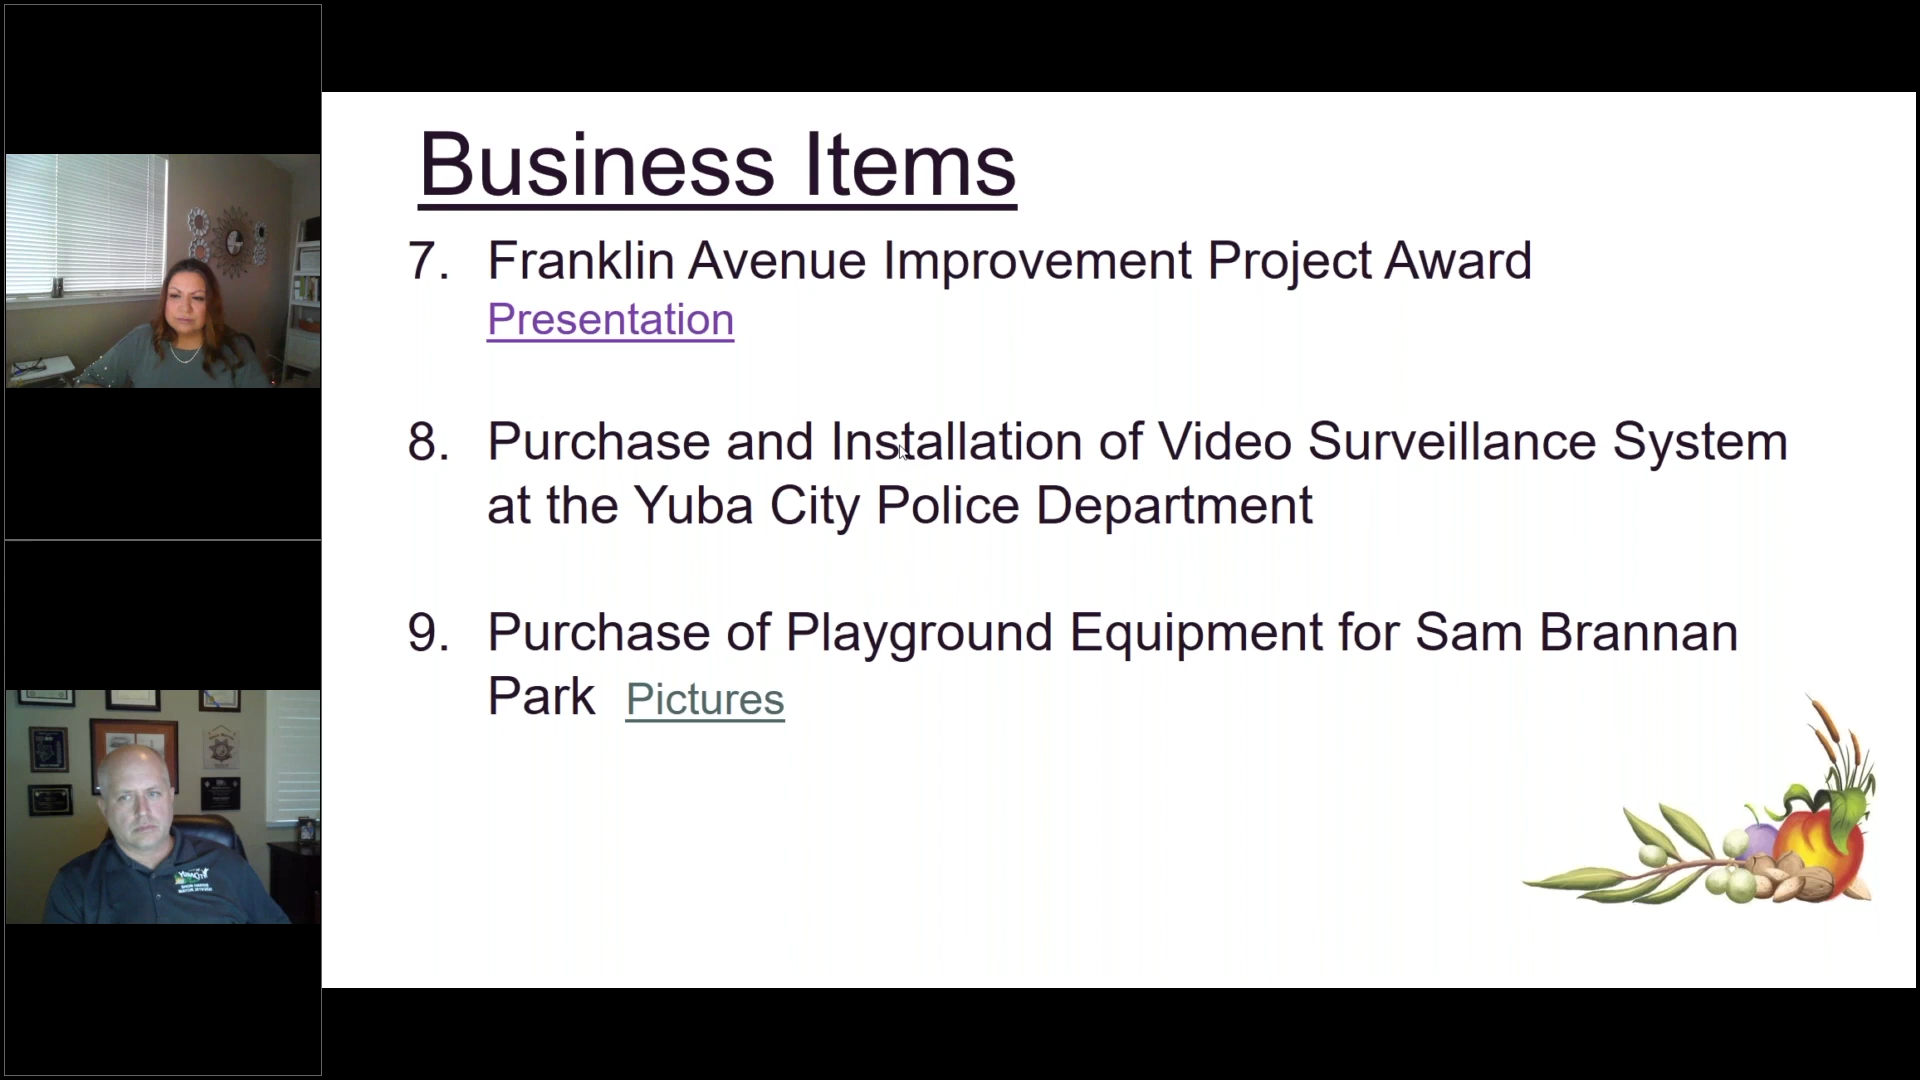 Business Items
7. Franklin Avenue Improvement Project Award
Presentation
8. Purchase and Installation of Video Surveillance System
at the Yuba City Police Department
9. Purchase of Playground Equipment for Sam Brannan
Park Pictures